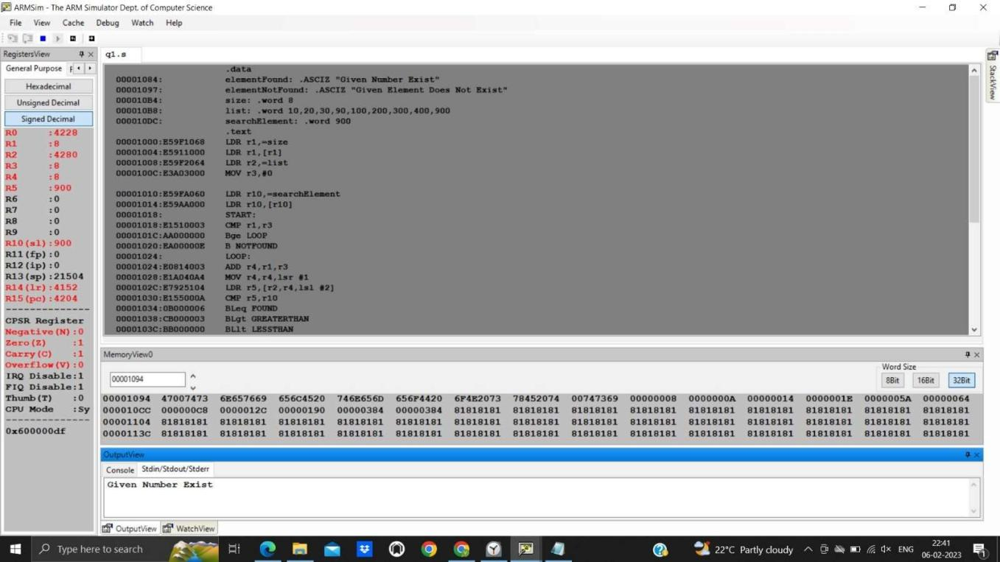 ARMSim - The ARM Simulator Dept. of Computer Science
File View Cache Debug Watch Help
RegistersView
General Purpose
Hexadecimal
Unsigned Decimal
Signed Decimal
R0 :4228
R1 :8
R2 :4280
R3 :8
R4 :8
R5 :900
R6 :0
R7 :0
R8 :0
R9 :0
R10(sl):900
R11(fp):0
R12(ip):0
R13(sp):21504
R14(lr):4152
R15(pc):4204
CPSR Register
Negative(N):0
Zero(Z) :1
Carry(C) :1
Overflow(V):0
IRQ Disable:1
FIQ Disable:1
Thumb(T) :0
CPU Mode :Sy
0x600000df
q1.s
.data
00001084: elementFound: .ASCIZ "Given Number Exist"
00001097: elementNotFound: .ASCIZ "Given Element Does Not Exist"
000010B4: size: .word 8
000010B8: list: .word 10,20,30,90,100,200,300,400,900
000010DC: searchElement: .word 900
.text
00001000:E59F1068 LDR r1,=size
00001004:E5911000 LDR r1,[r1]
00001008:E59F2064 LDR r2,=list
0000100C:E3A03000 MOV r3,#0
00001010:E59FA060 LDR r10,=searchElement
00001014:E59AA000 LDR r10,[r10]
00001018: START:
00001018:E1510003 CMP r1,r3
0000101C:AA000000 Bge LOOP
00001020:EA00000E B NOTFOUND
00001024: LOOP:
00001024:E0814003 ADD r4,r1,r3
00001028:E1A040A4 MOV r4,r4,lsr #1
0000102C:E7925104 LDR r5,[r2,r4,lsl #2]
00001030:E155000A CMP r5,r10
00001034:0B000006 BLeq FOUND
00001038:CB000003 BLgt GREATERTHAN
0000103C:BB000000 BLlt LESSTHAN
StackView
MemoryView0
00001094
Word Size
8Bit 16Bit 32Bit
00001094 47007473 6E657669 656C4520 746E656D 656F4420 6F4E2073 78452074 00747369 00000008 0000000A 00000014 0000001E 0000005A 00000064
000010CC 000000C8 0000012C 00000190 00000384 00000384 81818181 81818181 81818181 81818181 81818181 81818181 81818181 81818181 81818181
00001104 81818181 81818181 81818181 81818181 81818181 81818181 81818181 81818181 81818181 81818181 81818181 81818181 81818181 81818181
0000113C 81818181 81818181 81818181 81818181 81818181 81818181 81818181 81818181 81818181 81818181 81818181 81818181 81818181 81818181
OutputView
Console Stdin/Stdout/Stderr
Given Number Exist
OutputView WatchView
Type here to search
22°C Partly cloudy
ENG
22:41
06-02-2023